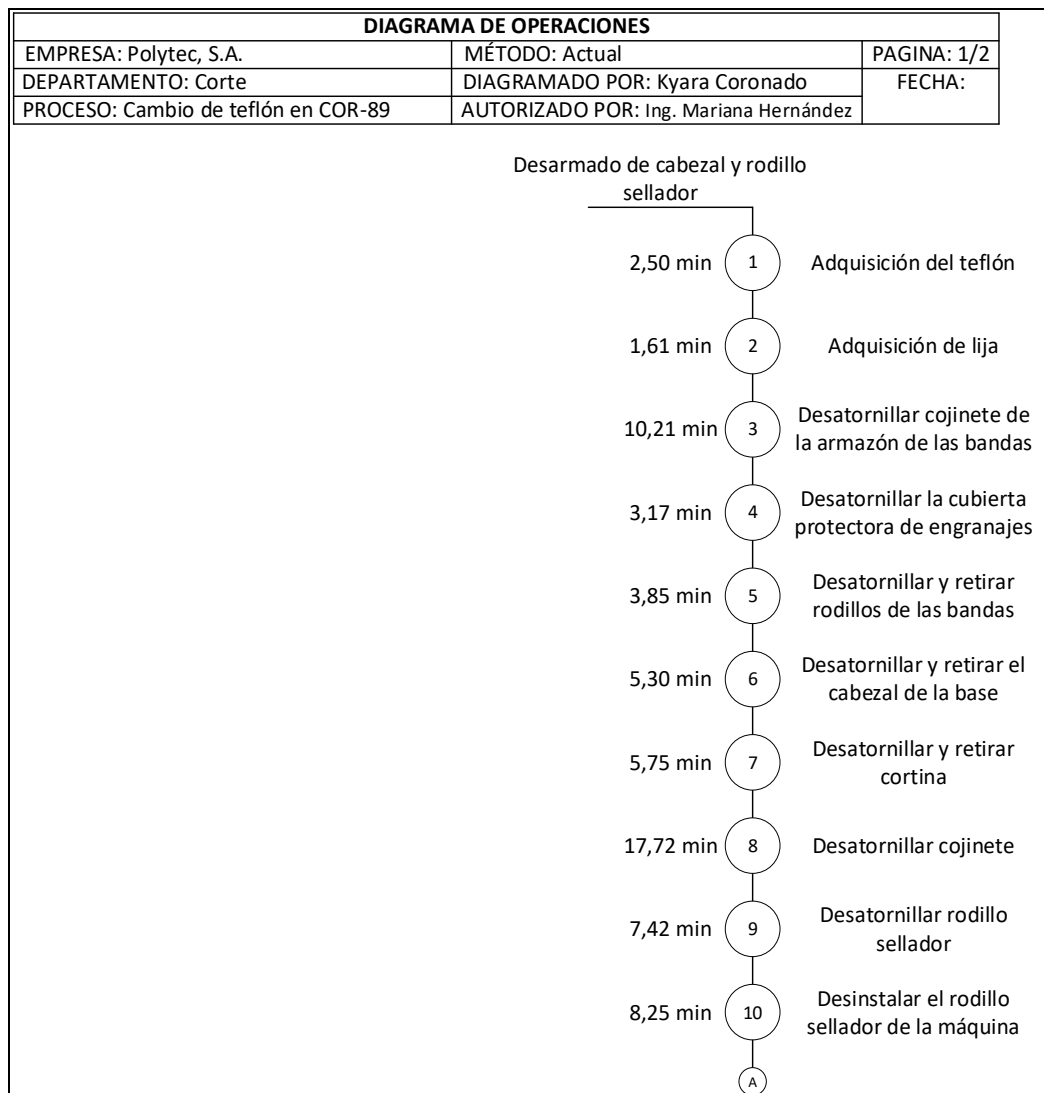 DIAGRAMA DE OPERACIONES
EMPRESA: Polytec, S.A.
MÉTODO: Actual
PAGINA: 1/2
DEPARTAMENTO: Corte
DIAGRAMADO POR: Kyara Coronado
FECHA:
PROCESO: Cambio de teflón en COR-89
AUTORIZADO POR: Ing. Mariana Hernández
Desarmado de cabezal y rodillo
sellador
2,50 min
1
Adquisición del teflón
1,61 min
2
Adquisición de lija
10,21 min
3
Desatornillar cojinete de
la armazón de las bandas
3,17 min
4
Desatornillar la cubierta
protectora de engranajes
3,85 min
5
Desatornillar y retirar
rodillos de las bandas
5,30 min
6
Desatornillar y retirar el
cabezal de la base
5,75 min
7
Desatornillar y retirar
cortina
17,72 min
8
Desatornillar cojinete
7,42 min
9
Desatornillar rodillo
sellador
8,25 min
10
Desinstalar el rodillo
sellador de la máquina
A